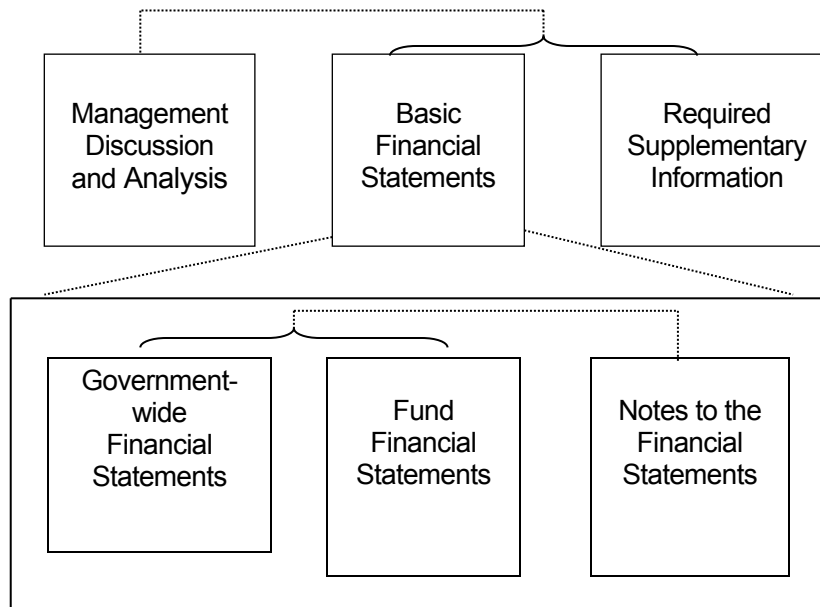 Management
Discussion
and Analysis
Basic
Financial
Statements
Required
Supplementary
Information
Government-
wide
Financial
Statements
Fund
Financial
Statements
Notes to the
Financial
Statements